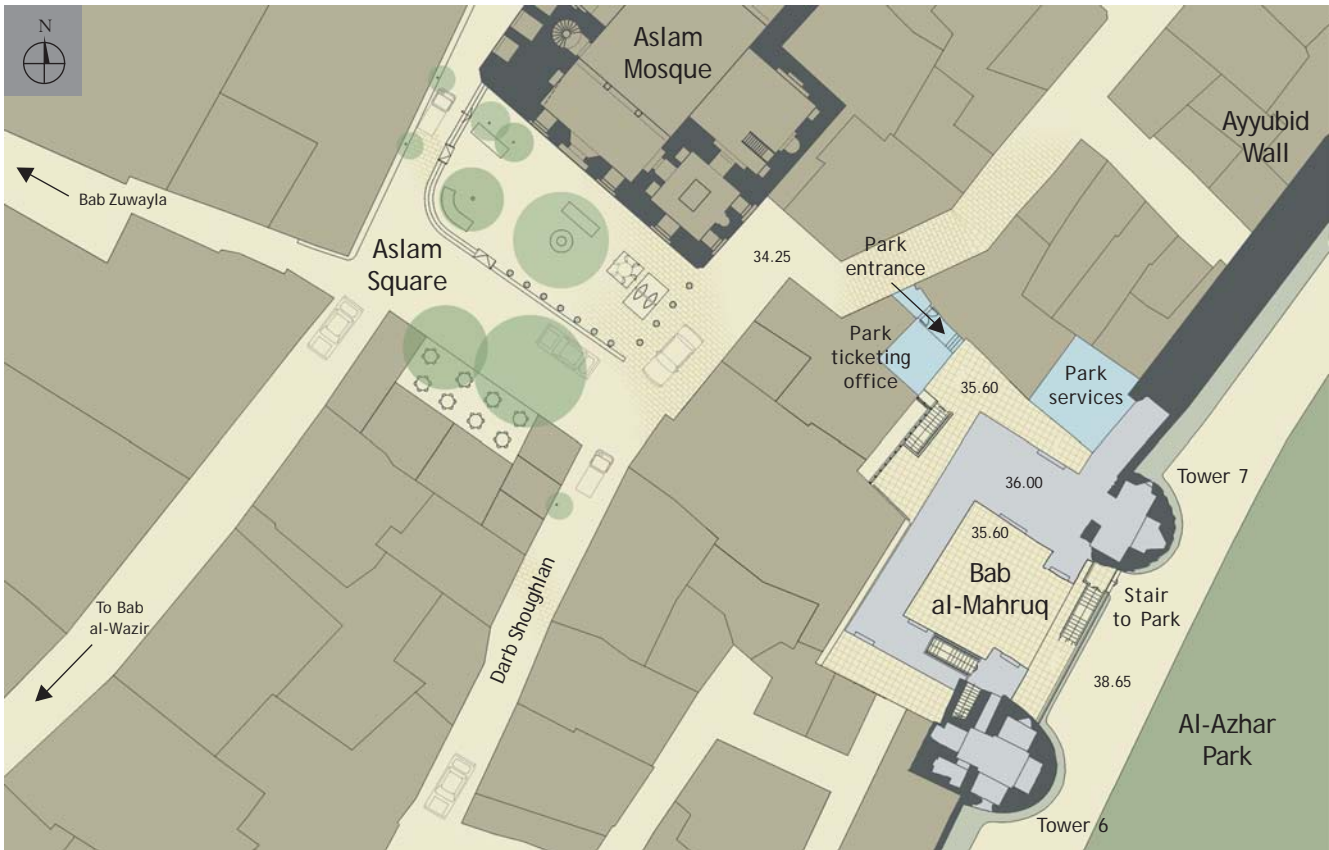 N
Aslam
Mosque
Ayyubid
Wall
Bab Zuwayla
Aslam
Square
34.25
Park
entrance
Park
ticketing
office
35.60
Park
services
36.00
Tower 7
35.60
Bab
al-Mahruq
Stair
to Park
To Bab
al-Wazir
Darb Shoughlan
38.65
Al-Azhar
Park
Tower 6